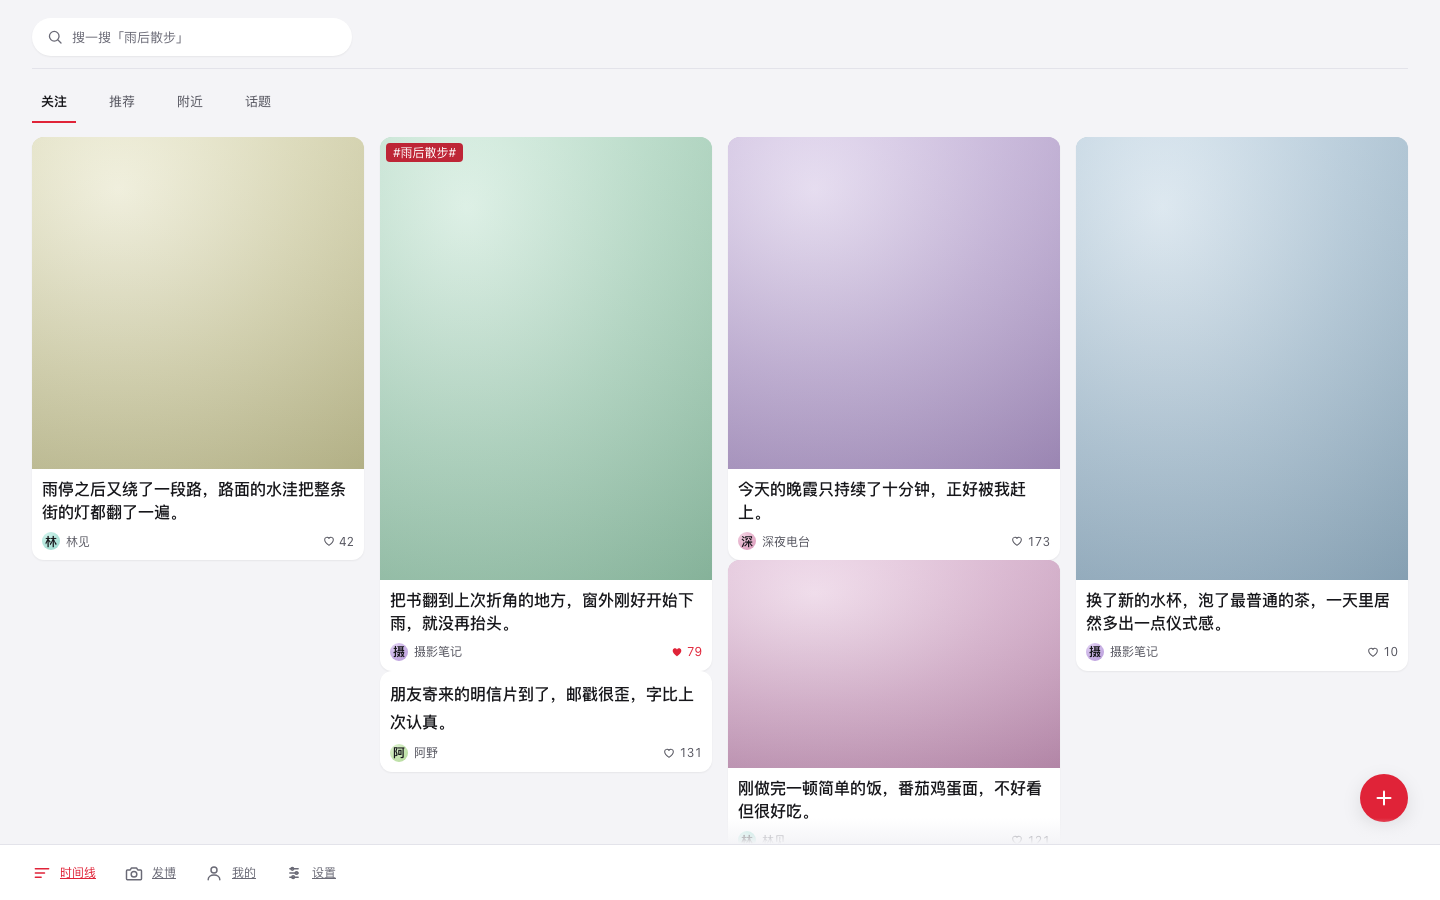 搜一搜「雨后散步」
关注
推荐
附近
话题
雨停之后又绕了一段路，路面的水洼把整条
街的灯都翻了一遍。
林 林见
42
#雨后散步#
把书翻到上次折角的地方，窗外刚好开始下
雨，就没再抬头。
摄 摄影笔记
79
朋友寄来的明信片到了，邮戳很歪，字比上
次认真。
阿 阿野
131
今天的晚霞只持续了十分钟，正好被我赶
上。
深 深夜电台
173
刚做完一顿简单的饭，番茄鸡蛋面，不好看
但很好吃。
林 林见
121
换了新的水杯，泡了最普通的茶，一天里居
然多出一点仪式感。
摄 摄影笔记
10
时间线
发博
我的
设置